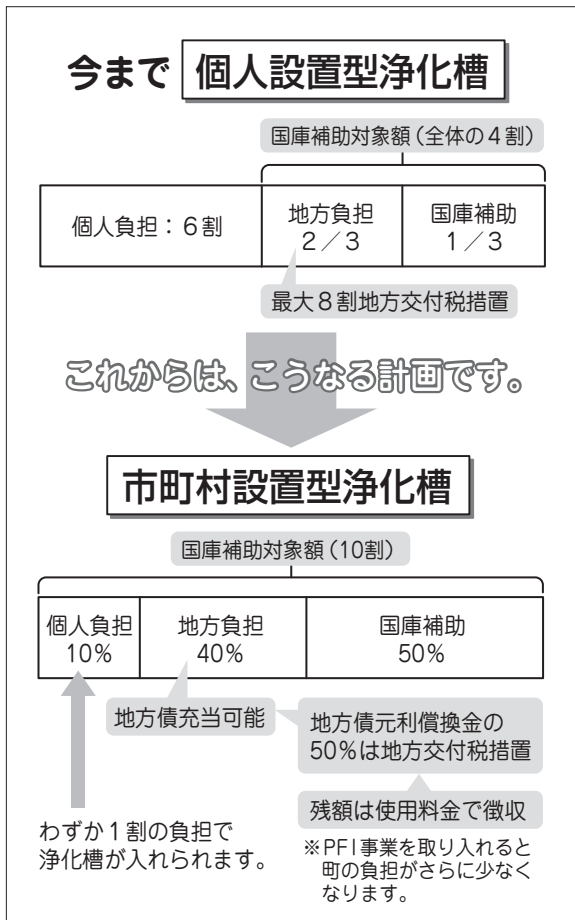 今まで 個人設置型浄化槽
国庫補助対象額（全体の４割）
個人負担：６割
地方負担
２／３
国庫補助
１／３
最大８割地方交付税措置
これからは、こうなる計画です。
市町村設置型浄化槽
国庫補助対象額（10割）
個人負担
10%
地方負担
40%
国庫補助
50%
地方債充当可能
地方債元利償換金の
50%は地方交付税措置
残額は使用料金で徴収
わずか１割の負担で
浄化槽が入れられます。
※PFI事業を取り入れると
町の負担がさらに少なく
なります。